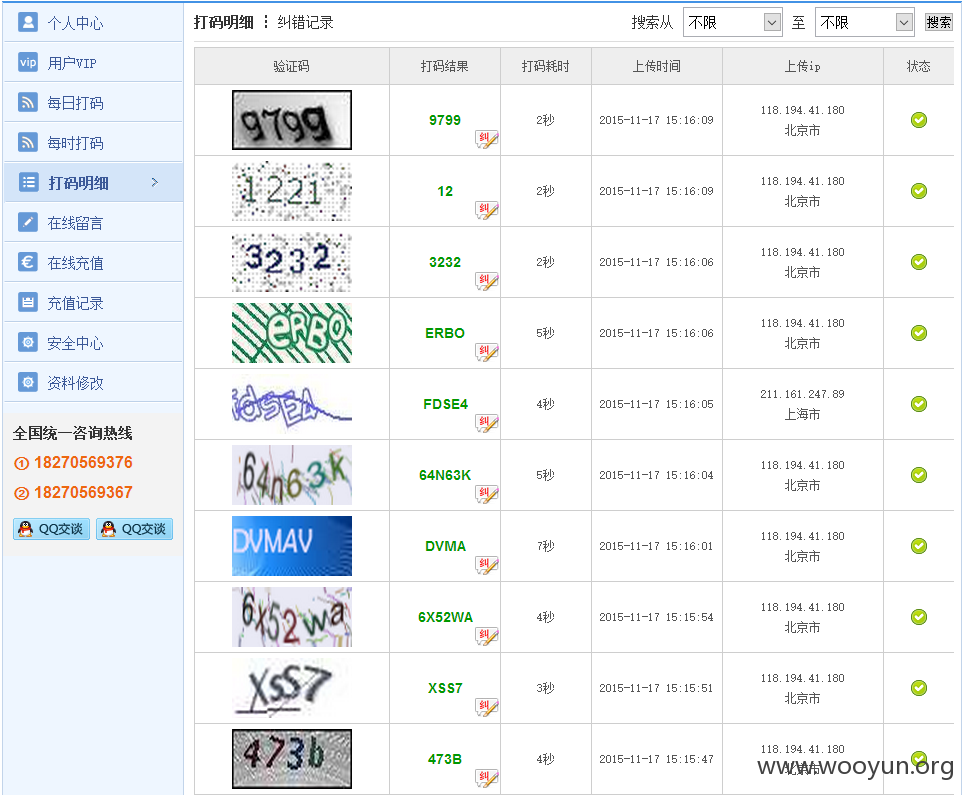 个人中心
用户VIP
每日打码
每时打码
打码明细
在线留言
在线充值
充值记录
安全中心
资料修改
全国统一咨询热线
① 18270569376
② 18270569367
QQ交谈 QQ交谈
打码明细 ┇ 纠错记录 搜索从 不限 至 不限 搜索
验证码 打码结果 打码耗时 上传时间 上传ip 状态
9799 9799 纠 2秒 2015-11-17 15:16:09 118.194.41.180
北京市
1221 12 纠 2秒 2015-11-17 15:16:09 118.194.41.180
北京市
3232 3232 纠 2秒 2015-11-17 15:16:06 118.194.41.180
北京市
ERBO ERBO 纠 5秒 2015-11-17 15:16:06 118.194.41.180
北京市
FDSE4 纠 4秒 2015-11-17 15:16:05 211.161.247.89
上海市
64n63K 64N63K 纠 5秒 2015-11-17 15:16:04 118.194.41.180
北京市
DVMAV DVMA 纠 7秒 2015-11-17 15:16:01 118.194.41.180
北京市
6x52wa 6X52WA 纠 4秒 2015-11-17 15:15:54 118.194.41.180
北京市
XSS7 XSS7 纠 3秒 2015-11-17 15:15:51 118.194.41.180
北京市
473b 473B 纠 4秒 2015-11-17 15:15:47 118.194.41.180
北京市
www.wooyun.org